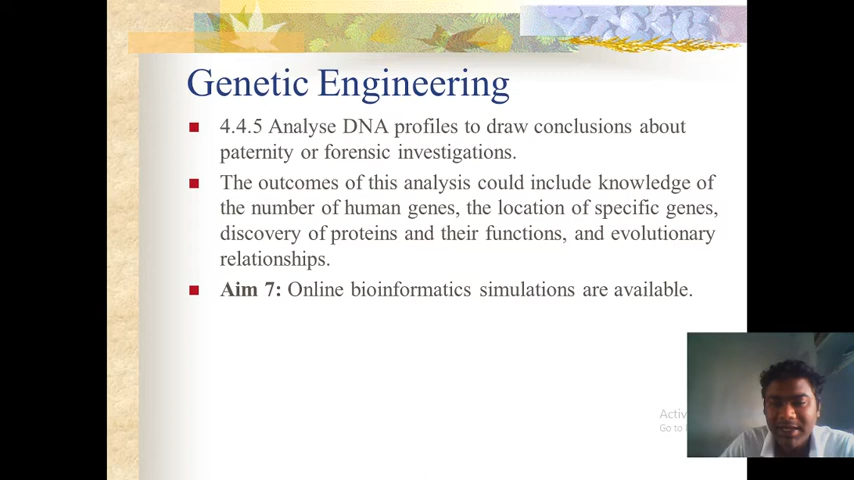 Genetic Engineering
4.4.5 Analyse DNA profiles to draw conclusions about
paternity or forensic investigations.
The outcomes of this analysis could include knowledge of
the number of human genes, the location of specific genes,
discovery of proteins and their functions, and evolutionary
relationships.
Aim 7: Online bioinformatics simulations are available.
Activ
Go to